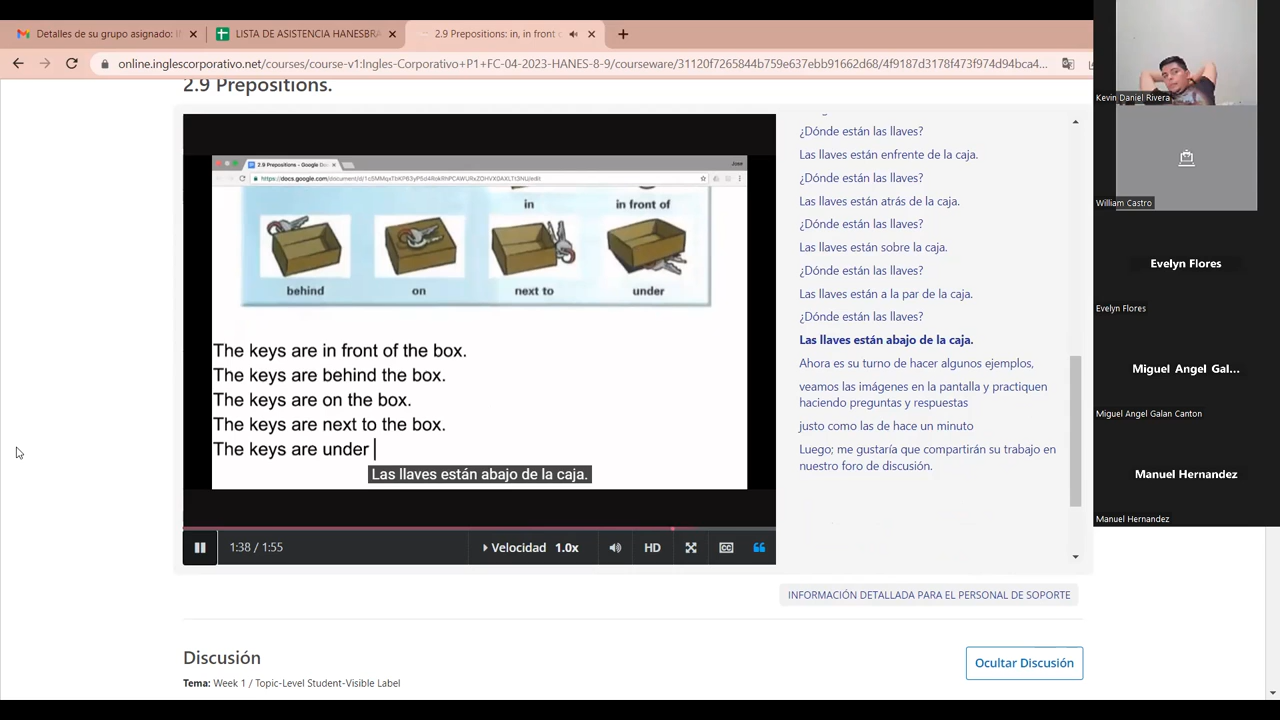 Detalles de su grupo asignado: I
LISTA DE ASISTENCIA HANESBRA
2.9 Prepositions: in, in front o
online.inglescorporativo.net/courses/course-v1:Ingles-Corporativo+P1+FC-04-2023-HANES-8-9/courseware/31120f7265844b759e637ebb91662d68/4f9187d3178f473f974d94bca4...
2.9 Prepositions.
2.9 Prepositions - Google Do
Jose
in
in front of
behind
on
next to
under
The keys are in front of the box.
The keys are behind the box.
The keys are on the box.
The keys are next to the box.
The keys are under
Las llaves están abajo de la caja.
1:38 / 1:55
Velocidad 1.0x
HD
¿Dónde están las llaves?
Las llaves están enfrente de la caja.
¿Dónde están las llaves?
Las llaves están atrás de la caja.
¿Dónde están las llaves?
Las llaves están sobre la caja.
¿Dónde están las llaves?
Las llaves están a la par de la caja.
¿Dónde están las llaves?
Las llaves están abajo de la caja.
Ahora es su turno de hacer algunos ejemplos,
veamos las imágenes en la pantalla y practiquen
haciendo preguntas y respuestas
justo como las de hace un minuto
Luego; me gustaría que compartirán su trabajo en
nuestro foro de discusión.
INFORMACIÓN DETALLADA PARA EL PERSONAL DE SOPORTE
Discusión
Ocultar Discusión
Tema: Week 1 / Topic-Level Student-Visible Label
Kevin Daniel Rivera
William Castro
Evelyn Flores
Evelyn Flores
Miguel Angel Gal...
Miguel Angel Galan Canton
Manuel Hernandez
Manuel Hernandez